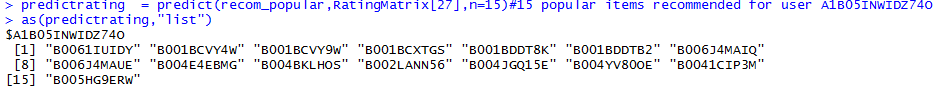 > predictrating  = predict(recom_popular,RatingMatrix[27],n=15)#15 popular items recommended for user A1B05INWIDZ74O
> as(predictrating,"list")
$A1B05INWIDZ74O
 [1] "B0061IUIDY" "B001BCVY4W" "B001BCVY9W" "B001BCXTGS" "B001BDDT8K" "B001BDDTB2" "B006J4MAIQ"
 [8] "B006J4MAUE" "B004E4EBMG" "B004BKLHOS" "B002LANN56" "B004JGQ15E" "B004YV80OE" "B0041CIP3M"
[15] "B005HG9ERW"